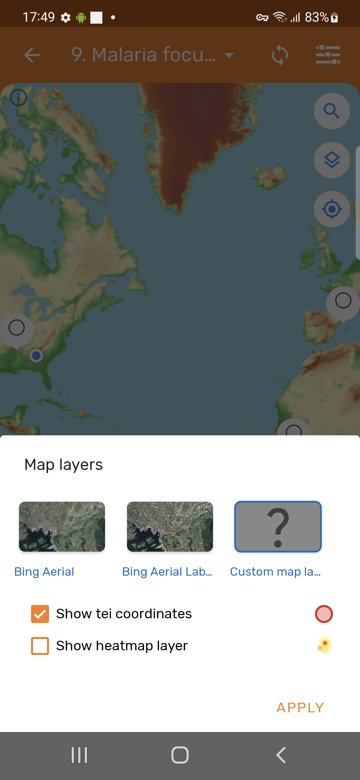 17:49
83%
9. Malaria focu...
Map layers
Bing Aerial
Bing Aerial Lab...
Custom map la...
Show tei coordinates
Show heatmap layer
APPLY